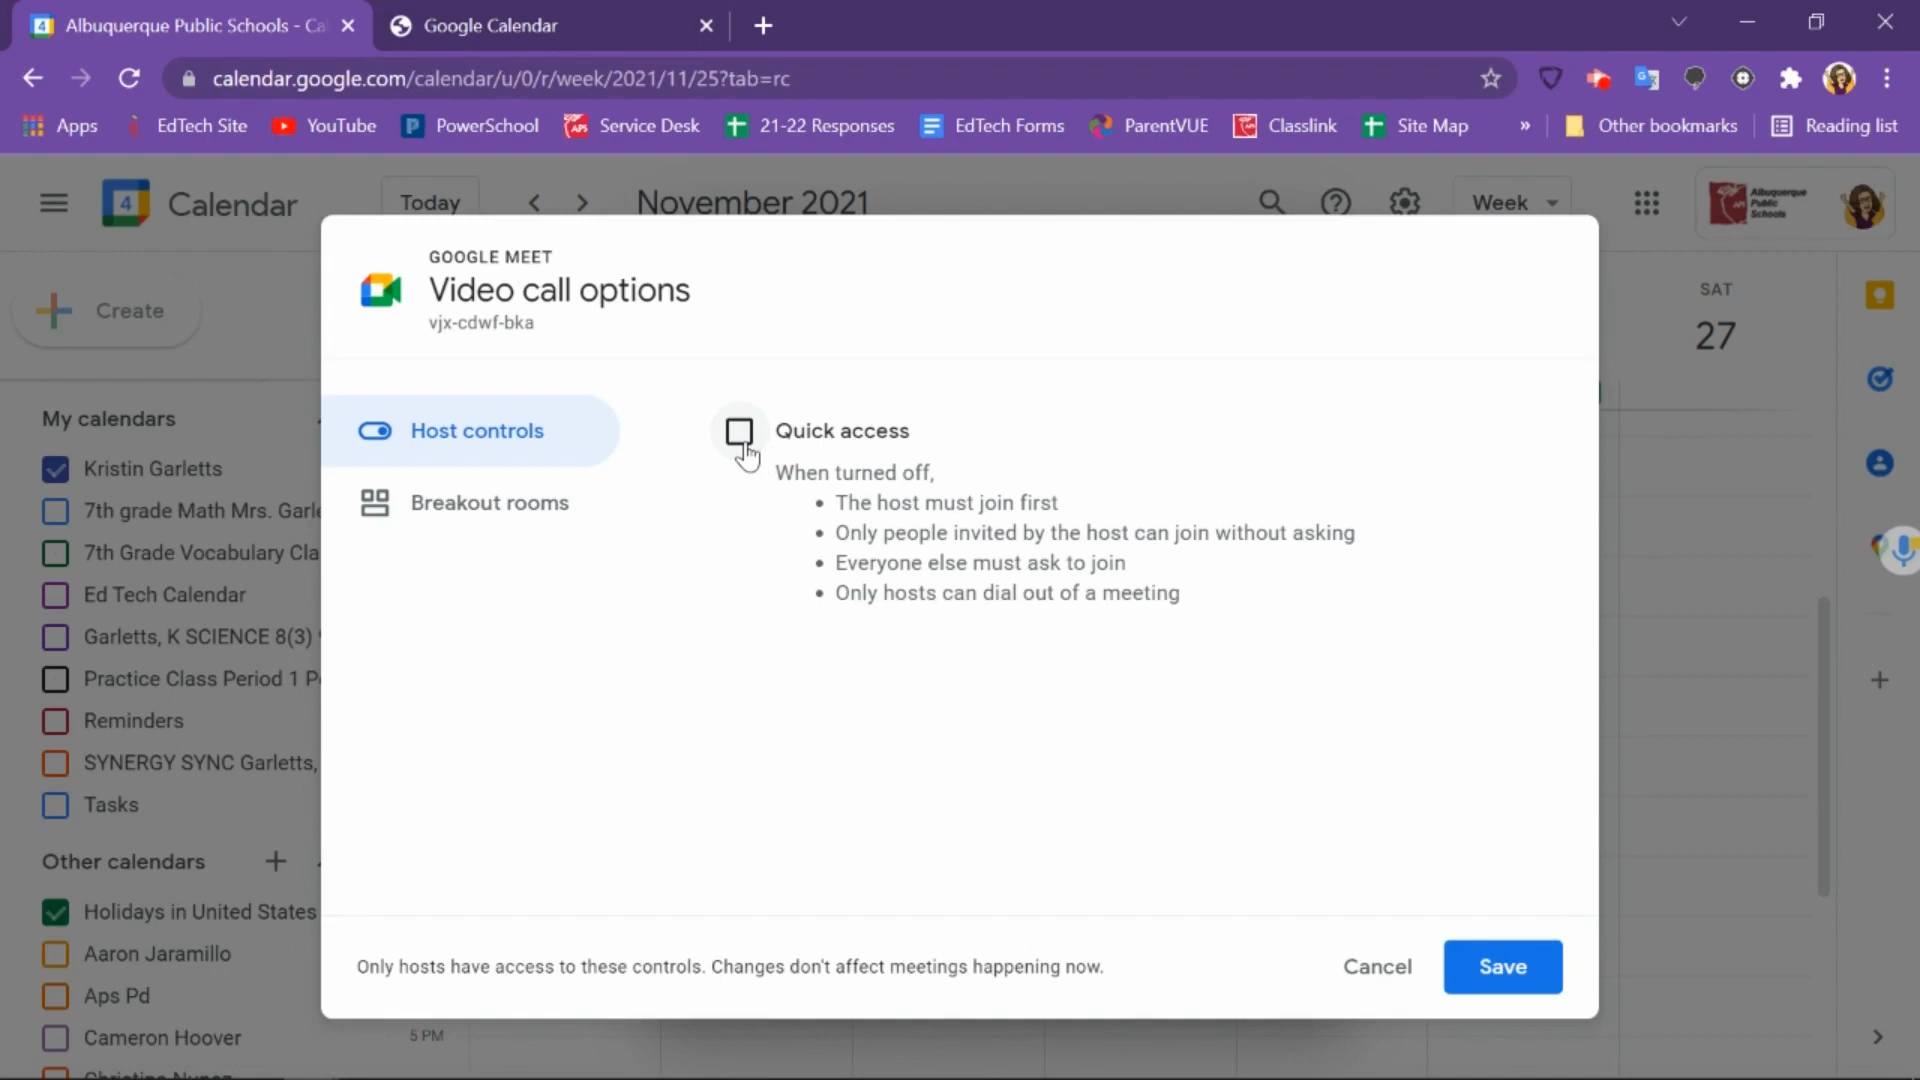 Albuquerque Public Schools - Ca
Google Calendar
calendar.google.com/calendar/u/0/r/week/2021/11/25?tab=rc
Apps
EdTech Site
YouTube
PowerSchool
Service Desk
21-22 Responses
EdTech Forms
ParentVUE
Classlink
Site Map
»
Other bookmarks
Reading list
4
Calendar
Today
November 2021
Week
Albuquerque
Public
Schools
GOOGLE MEET
Video call options
vjx-cdwf-bka
Create
SAT
27
My calendars
Kristin Garletts
7th grade Math Mrs. Garle
7th Grade Vocabulary Cla
Ed Tech Calendar
Garletts, K SCIENCE 8(3)
Practice Class Period 1 P
Reminders
SYNERGY SYNC Garletts,
Tasks
Other calendars
Holidays in United States
Aaron Jaramillo
Aps Pd
Cameron Hoover
Host controls
Breakout rooms
Quick access
When turned off,
• The host must join first
• Only people invited by the host can join without asking
• Everyone else must ask to join
• Only hosts can dial out of a meeting
Only hosts have access to these controls. Changes don't affect meetings happening now.
Cancel
Save
5 PM